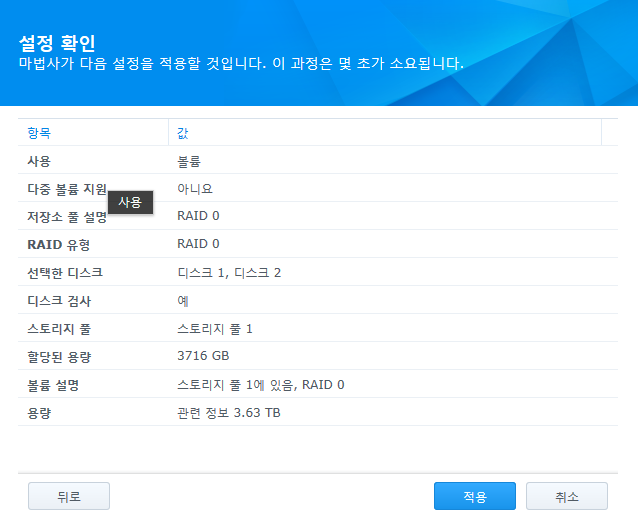 설정 확인
마법사가 다음 설정을 적용할 것입니다. 이 과정은 몇 초가 소요됩니다.
항목 값
사용 볼륨
다중 볼륨 지원 아니요
사용
저장소 풀 설명 RAID 0
RAID 유형 RAID 0
선택한 디스크 디스크 1, 디스크 2
디스크 검사 예
스토리지 풀 스토리지 풀 1
할당된 용량 3716 GB
볼륨 설명 스토리지 풀 1에 있음, RAID 0
용량 관련 정보 3.63 TB
뒤로 적용 취소